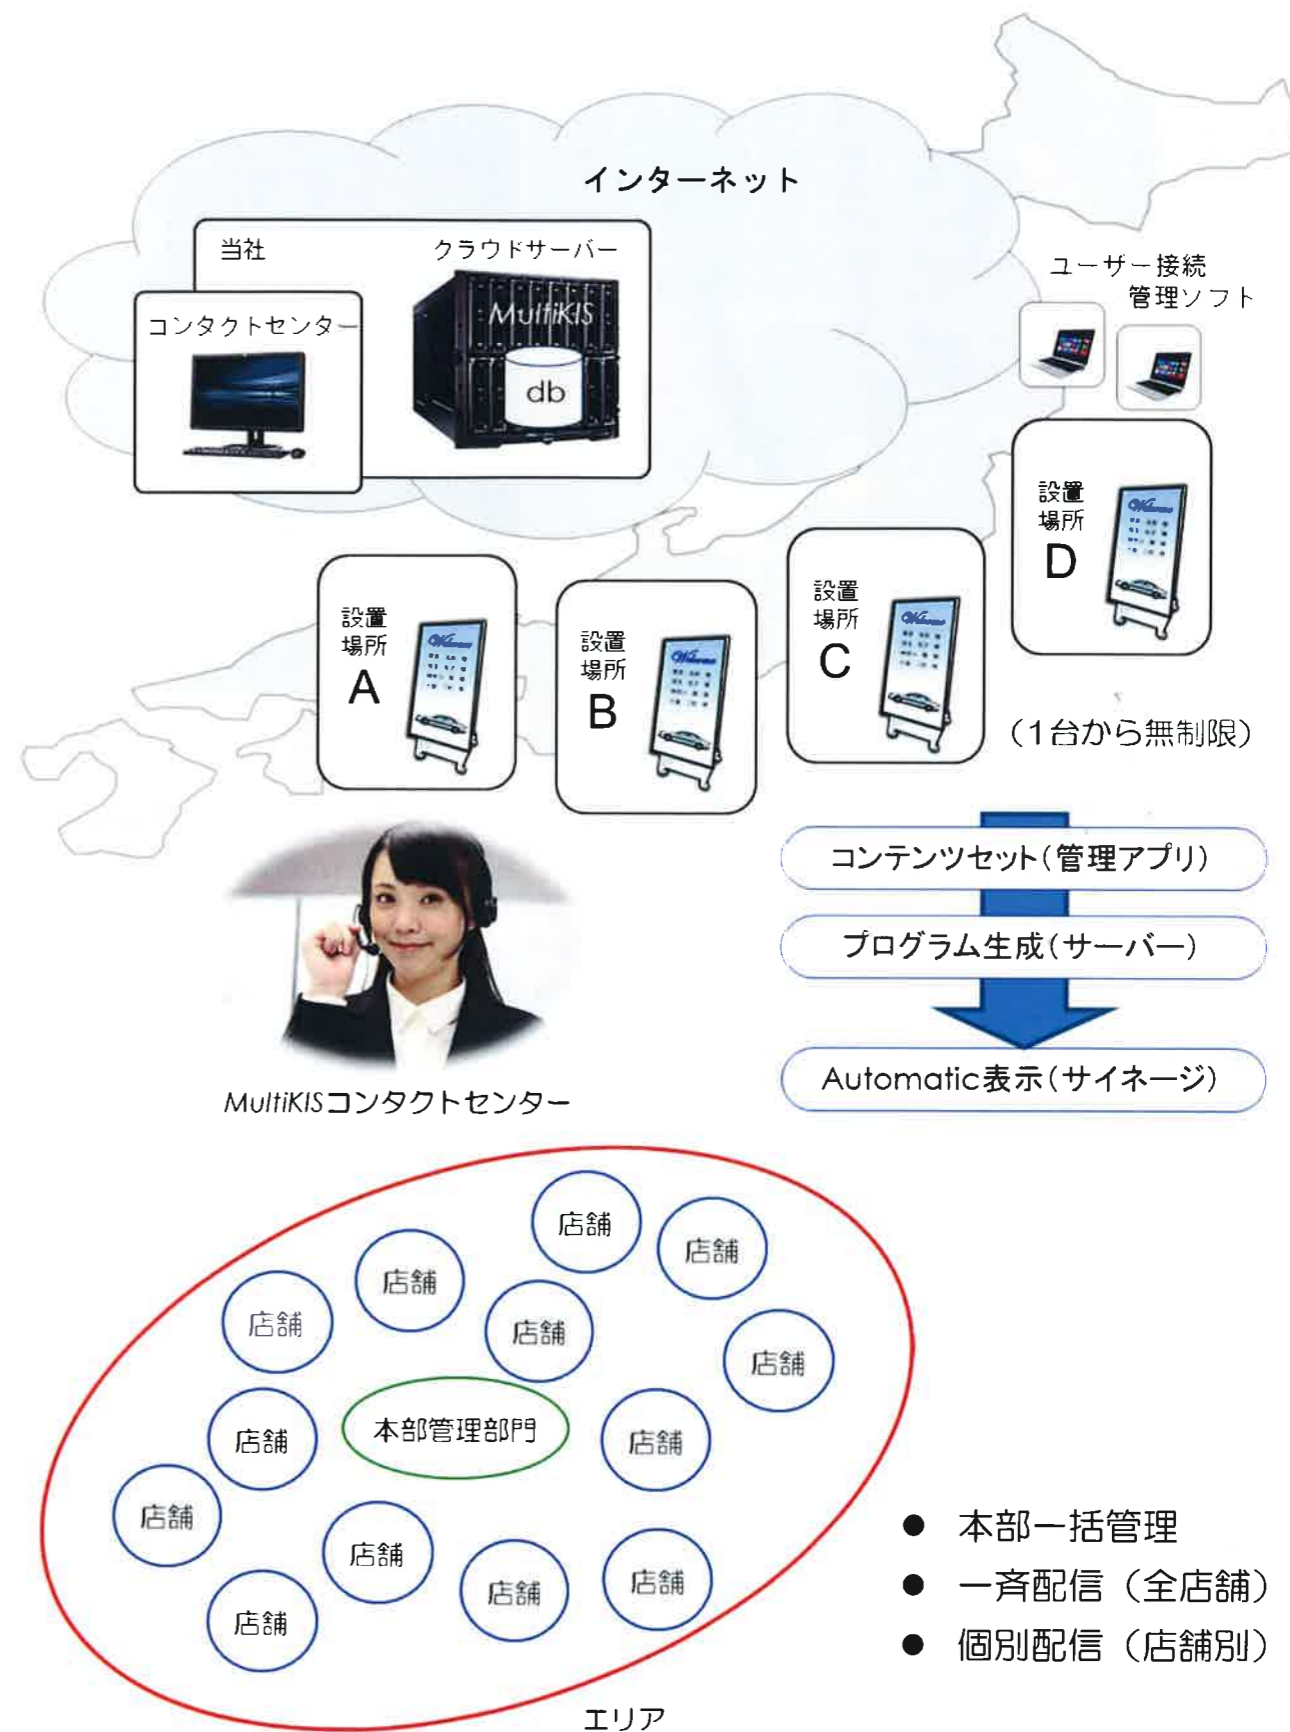 インターネット
当社
クラウドサーバー
コンタクトセンター
MultiKIS
db
ユーザー接続
管理ソフト
設置
場所
A
Welcome
設置
場所
B
Welcome
設置
場所
C
Welcome
設置
場所
D
Welcome
(1台から無制限)
コンテンツセット(管理アプリ)
プログラム生成(サーバー)
Automatic表示(サイネージ)
MultiKISコンタクトセンター
店舗
店舗
店舗
店舗
店舗
店舗
店舗
本部管理部門
店舗
店舗
店舗
店舗
店舗
店舗
エリア
● 本部一括管理
● 一斉配信(全店舗)
● 個別配信(店舗別)